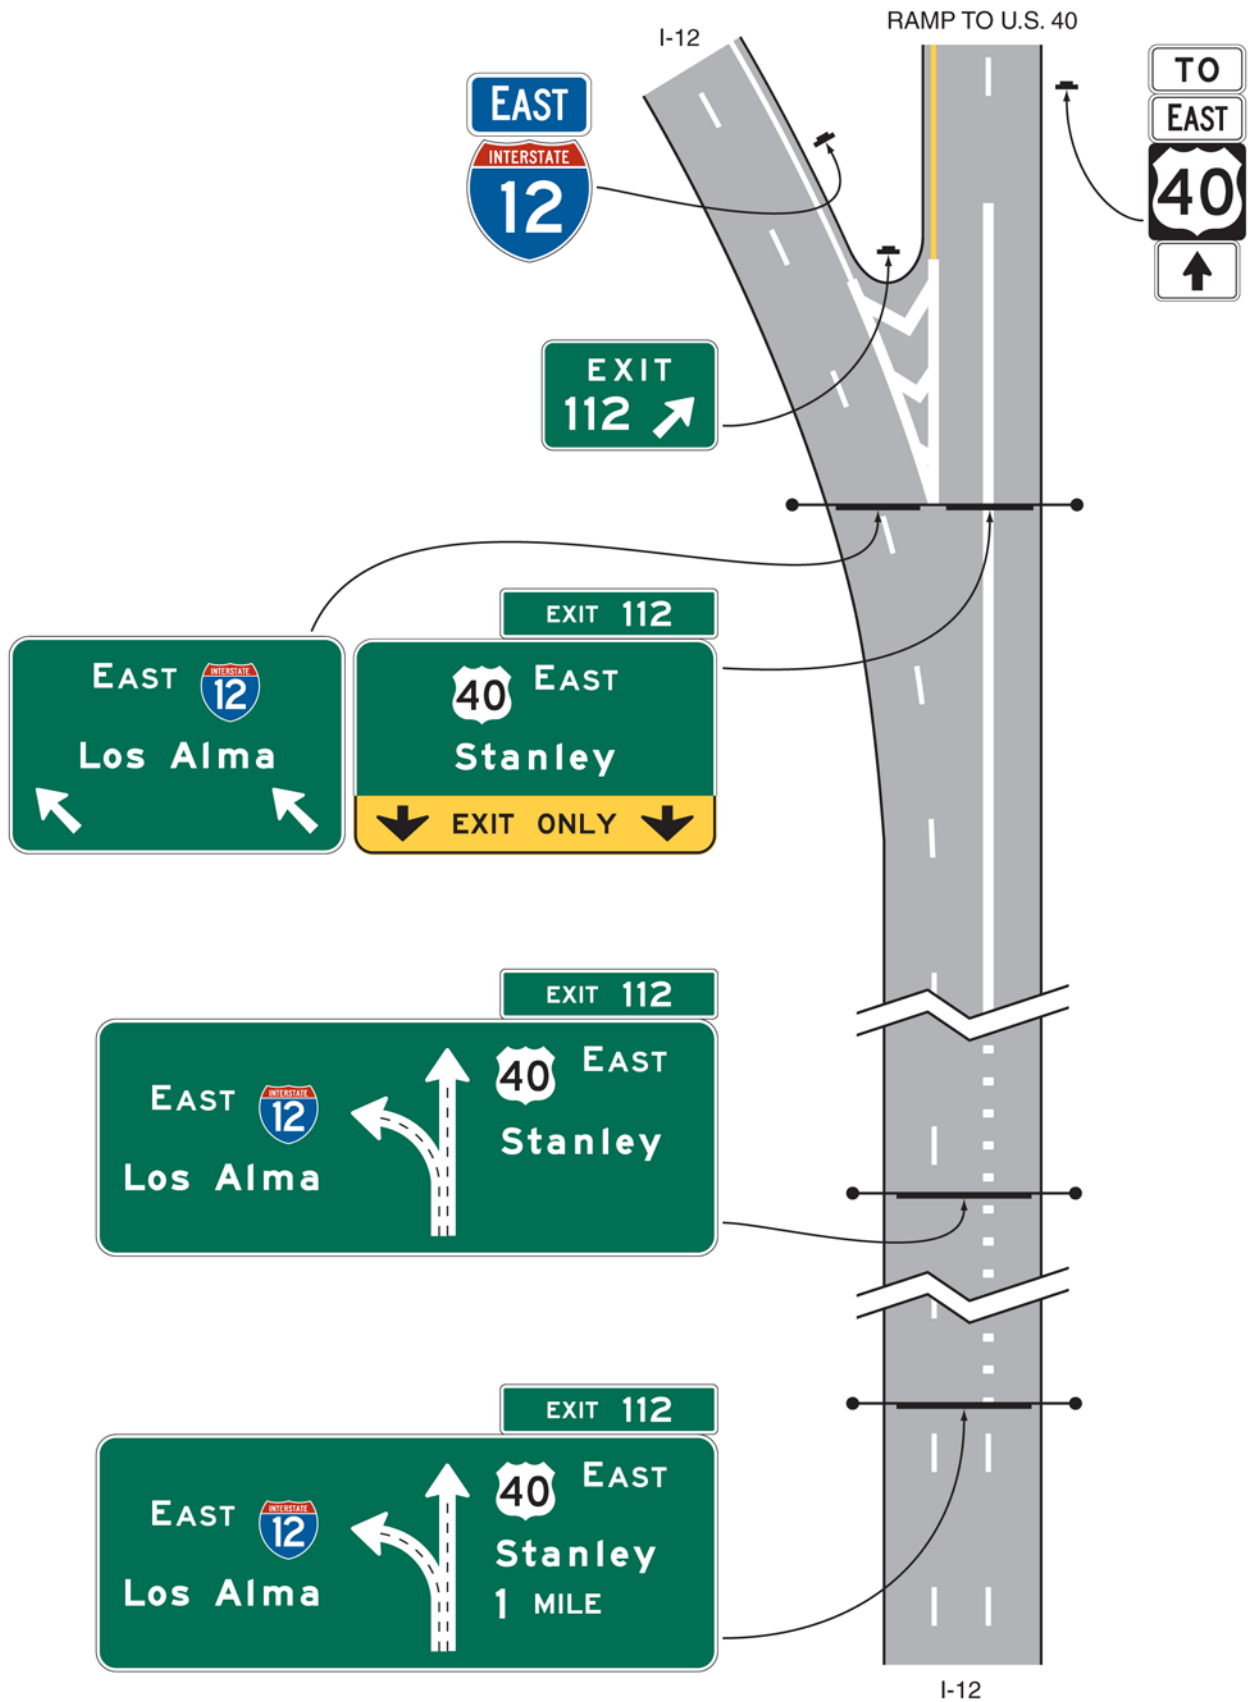 I-12
RAMP TO U.S. 40
EAST
INTERSTATE
12
TO
EAST
40
EXIT
112
EXIT 112
EAST
INTERSTATE
12
Los Alma
40
EAST
Stanley
EXIT ONLY
EXIT 112
EAST
INTERSTATE
12
Los Alma
40
EAST
Stanley
EXIT 112
EAST
INTERSTATE
12
Los Alma
40
EAST
Stanley
1 MILE
I-12